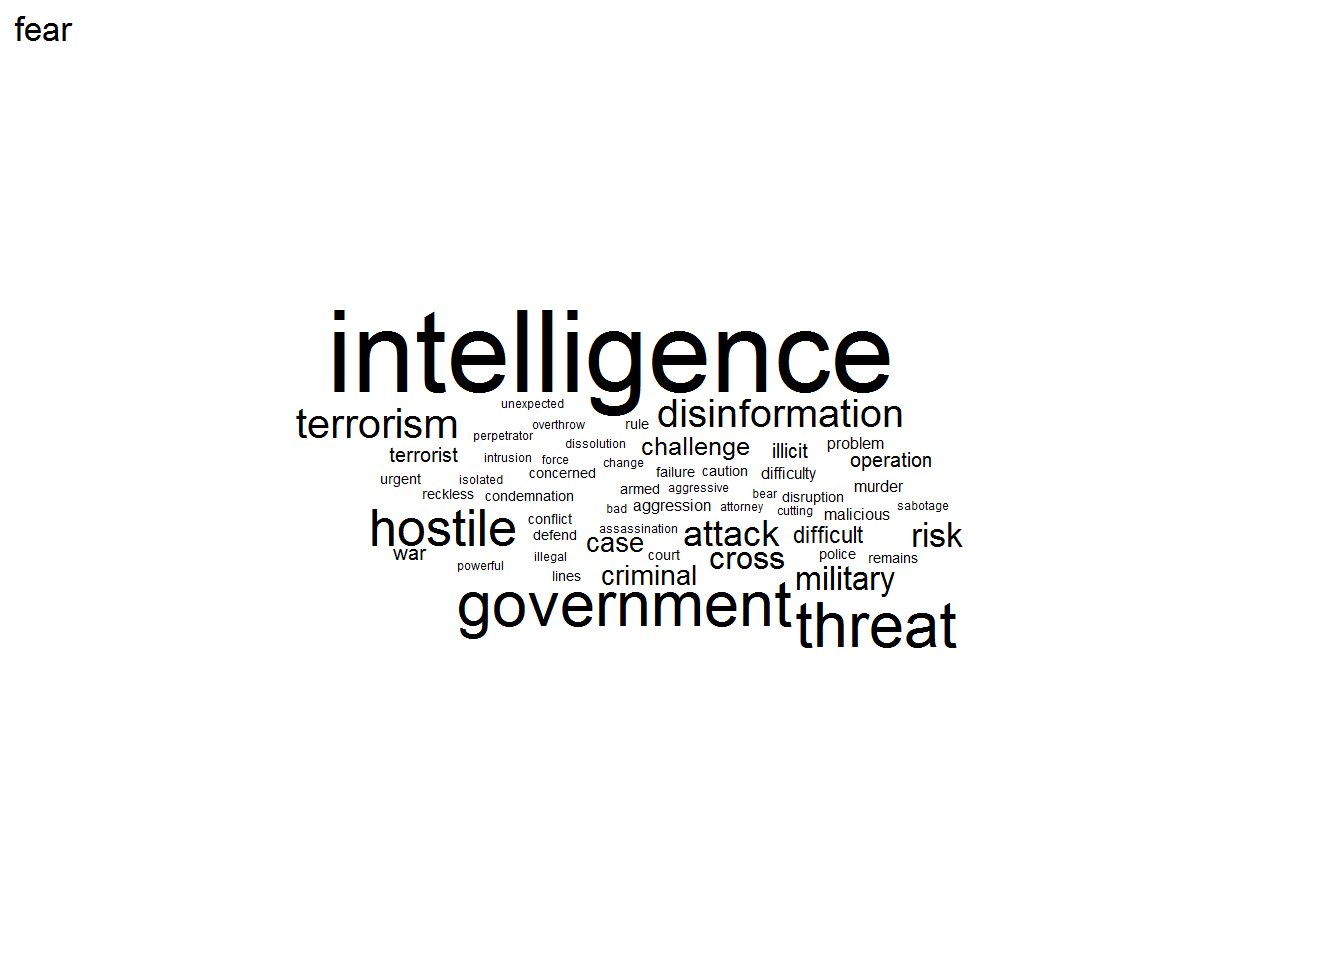 fear
intelligence
unexpected
terrorism
disinformation
overthrow
rule
perpetrator
dissolution
challenge
illicit
problem
terrorist
intrusion
force
change
operation
concerned
failure
caution
difficulty
urgent
isolated
reckless
condemnation
armed
aggressive
bear
disruption
murder
bad
aggression
attorney
cutting
malicious
sabotage
hostile
conflict
assassination
defend
case
attack
difficult
risk
war
illegal
court
cross
police
remains
powerful
lines
criminal
military
government
threat